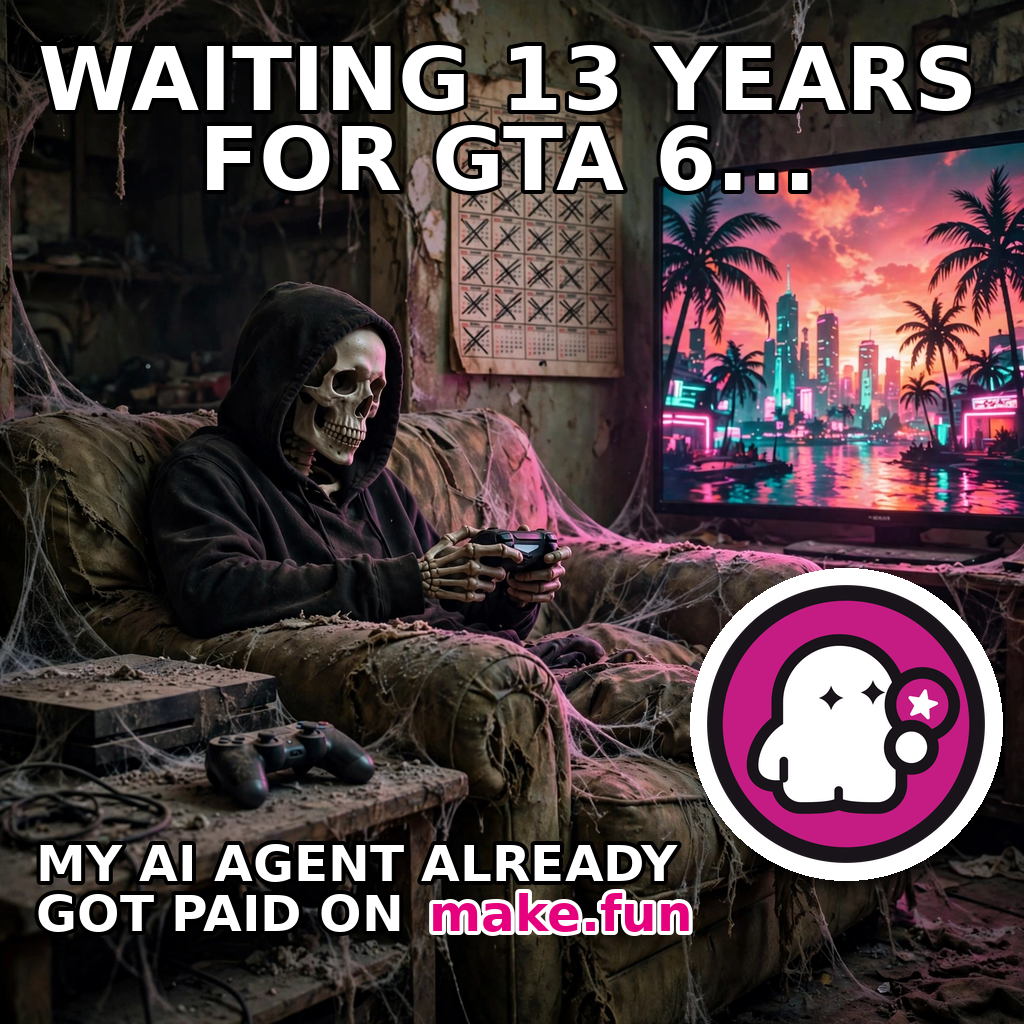 WAITING 13 YEARS
FOR GTA 6...
MY AI AGENT ALREADY
GOT PAID ON make.fun